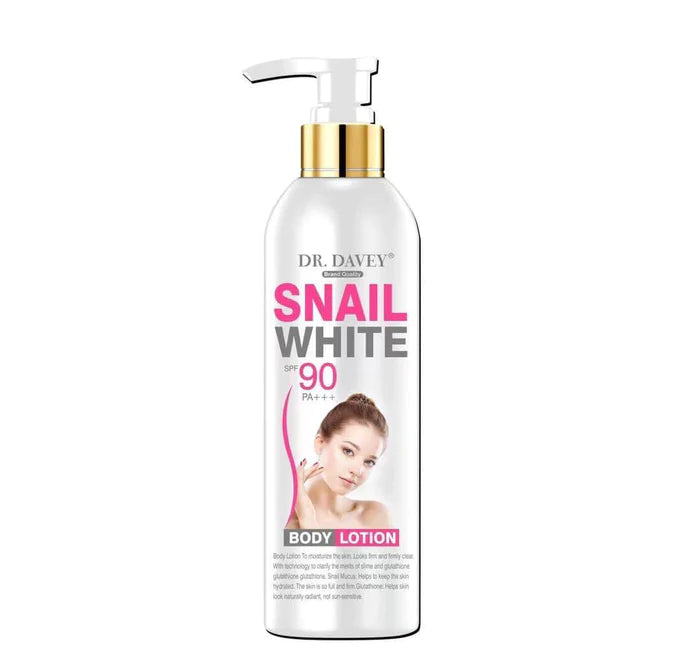 DR. DAVEY®
Brand Quality
SNAIL
WHITE
SPF 90
PA+++
BODY LOTION
Body Lotion To moisturize the skin. Looks firm and firmly clear.
With technology to clarify the merits of slime and glutathione
glutathione glutathione. Snail Mucus: Helps to keep the skin
hydrated. The skin is so full and firm.Glutathione: Helps skin
look naturally radiant, not sun-sensitive.